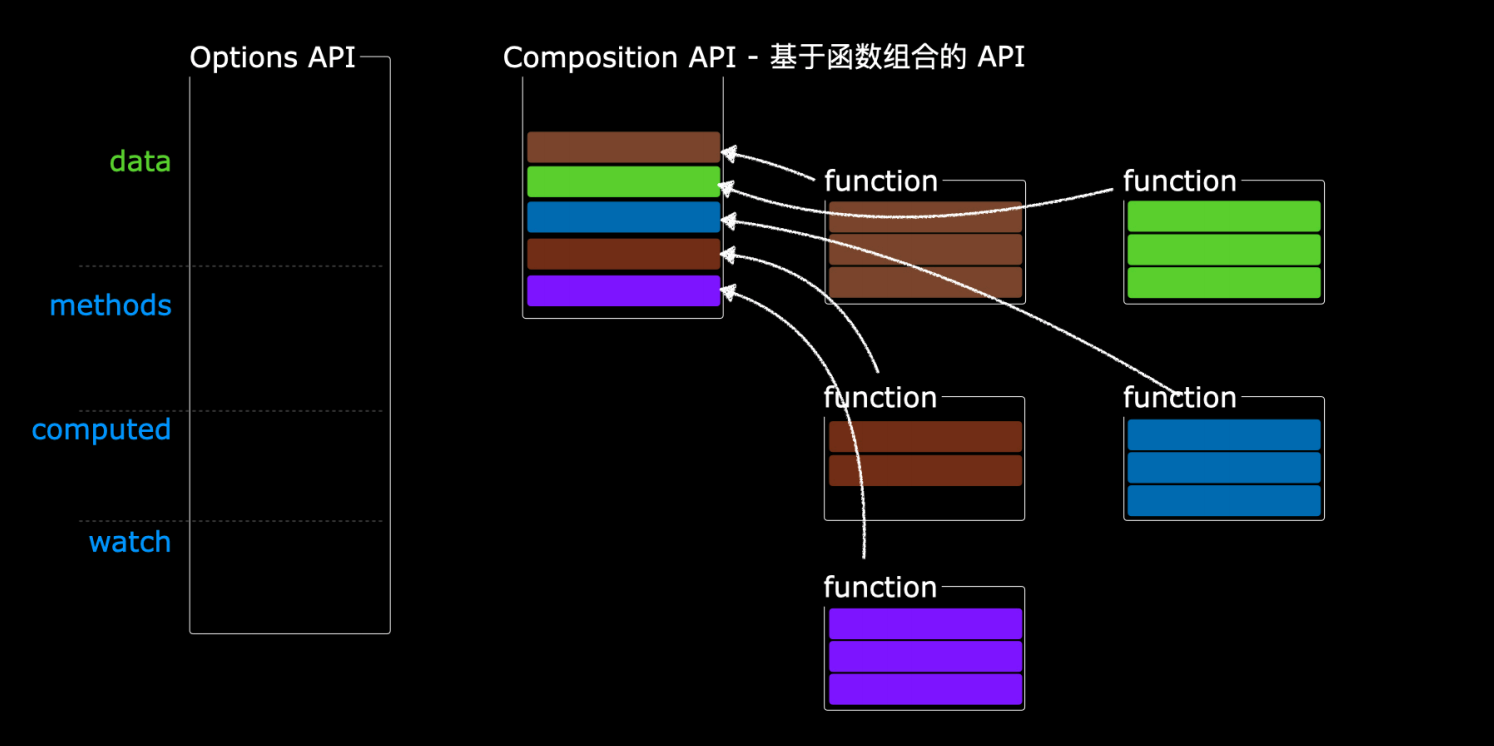 Options API
data
methods
computed
watch
Composition API - 基于函数组合的 API
function
function
function
function
function